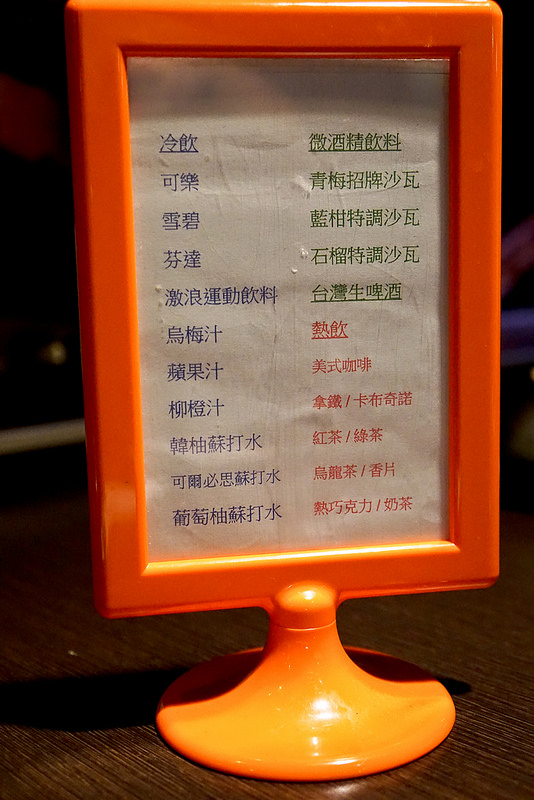 冷飲
可樂
雪碧
芬達
激浪運動飲料
烏梅汁
蘋果汁
柳橙汁
韓柚蘇打水
可爾必思蘇打水
葡萄柚蘇打水
微酒精飲料
青梅招牌沙瓦
藍柑特調沙瓦
石榴特調沙瓦
台灣生啤酒
熱飲
美式咖啡
拿鐵 / 卡布奇諾
紅茶 / 綠茶
烏龍茶 / 香片
熱巧克力 / 奶茶